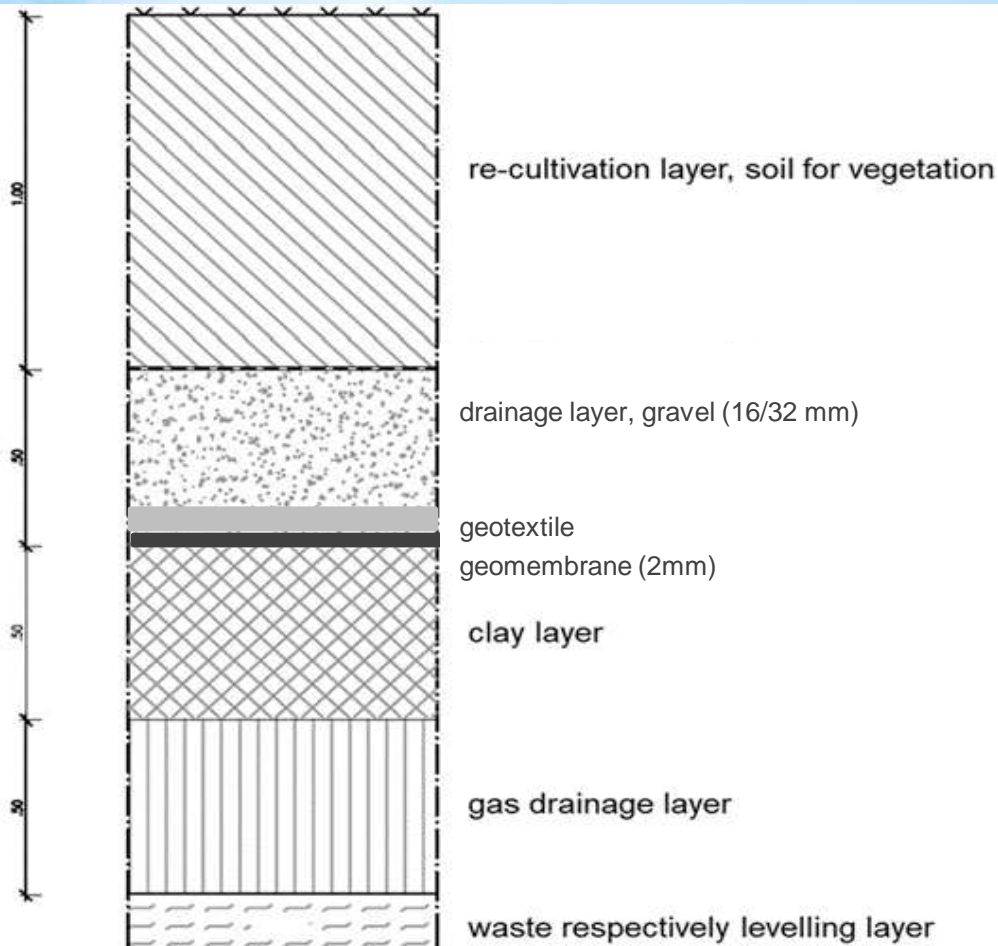 1.00
re-cultivation layer, soil for vegetation
drainage layer, gravel (16/32 mm)
.50
geotextile
geomembrane (2mm)
.50
clay layer
.50
gas drainage layer
waste respectively levelling layer